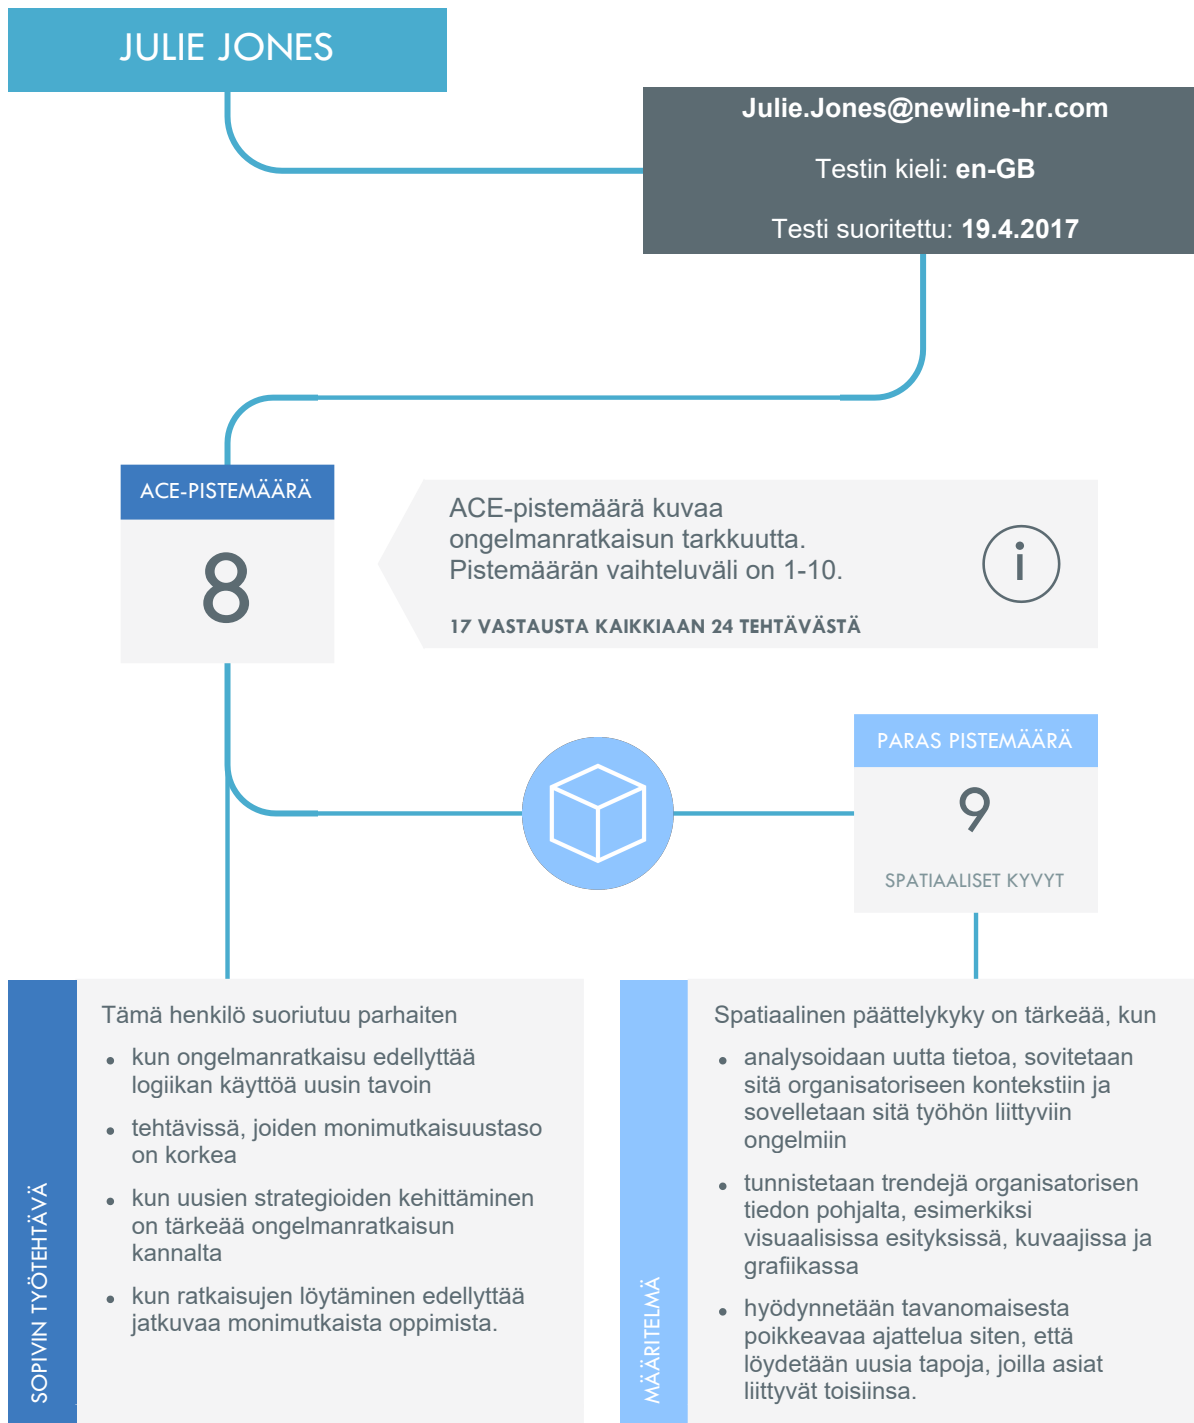 JULIE JONES
Julie.Jones@newline-hr.com
Testin kieli: en-GB
Testi suoritettu: 19.4.2017
ACE-PISTEMÄÄRÄ
8
ACE-pistemäärä kuvaa
ongelmanratkaisun tarkkuutta.
Pistemäärän vaihteluväli on 1-10.
17 VASTAUSTA KAIKKIAAN 24 TEHTÄVÄSTÄ
i
PARAS PISTEMÄÄRÄ
9
SPATIAALISET KYVYT
SOPIVIN TYÖTEHTÄVÄ
Tämä henkilö suoriutuu parhaiten
• kun ongelmanratkaisu edellyttää
logiikan käyttöä uusin tavoin
• tehtävissä, joiden monimutkaisuustaso
on korkea
• kun uusien strategioiden kehittäminen
on tärkeää ongelmanratkaisun
kannalta
• kun ratkaisujen löytäminen edellyttää
jatkuvaa monimutkaista oppimista.
MÄÄRITELMÄ
Spatiaalinen päättelykyky on tärkeää, kun
• analysoidaan uutta tietoa, sovitetaan
sitä organisatoriseen kontekstiin ja
sovelletaan sitä työhön liittyviin
ongelmiin
• tunnistetaan trendejä organisatorisen
tiedon pohjalta, esimerkiksi
visuaalisissa esityksissä, kuvaajissa ja
grafiikassa
• hyödynnetään tavanomaisesta
poikkeavaa ajattelua siten, että
löydetään uusia tapoja, joilla asiat
liittyvät toisiinsa.